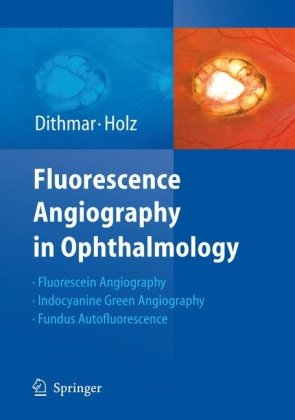 Dithmar · Holz
Fluorescence
Angiography
in Ophthalmology
· Fluorescein Angiography
· Indocyanine Green Angiography
· Fundus Autofluorescence
Springer